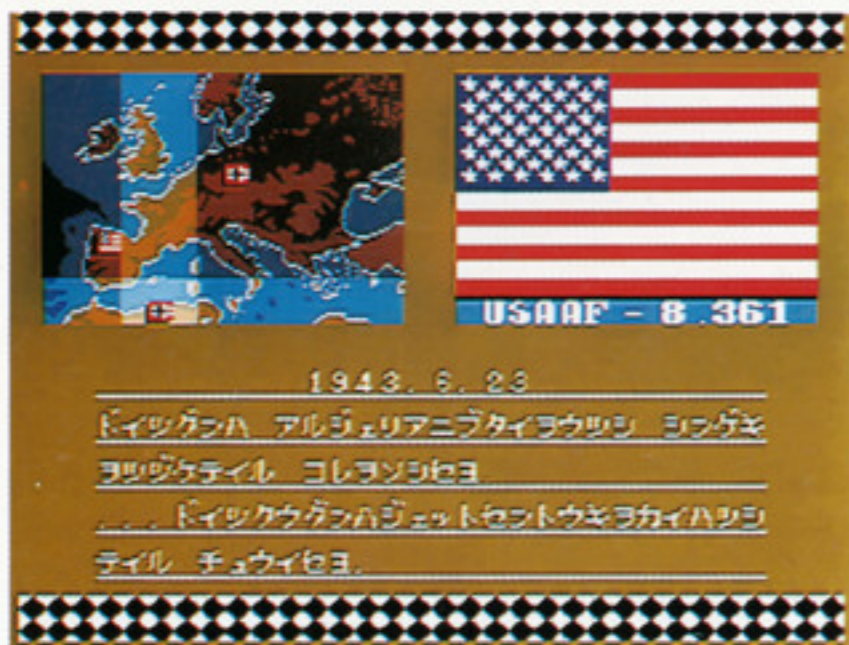 USAAF - 8.361
1943. 6. 23
ドイツグンハ アルジェリアニブタイヲウツシ シンゲキ
ヲツヅケテイル コレヲソシセヨ
...ドイツクウグンハジェットセントウキヲカイハツシ
テイル チュウイセヨ.